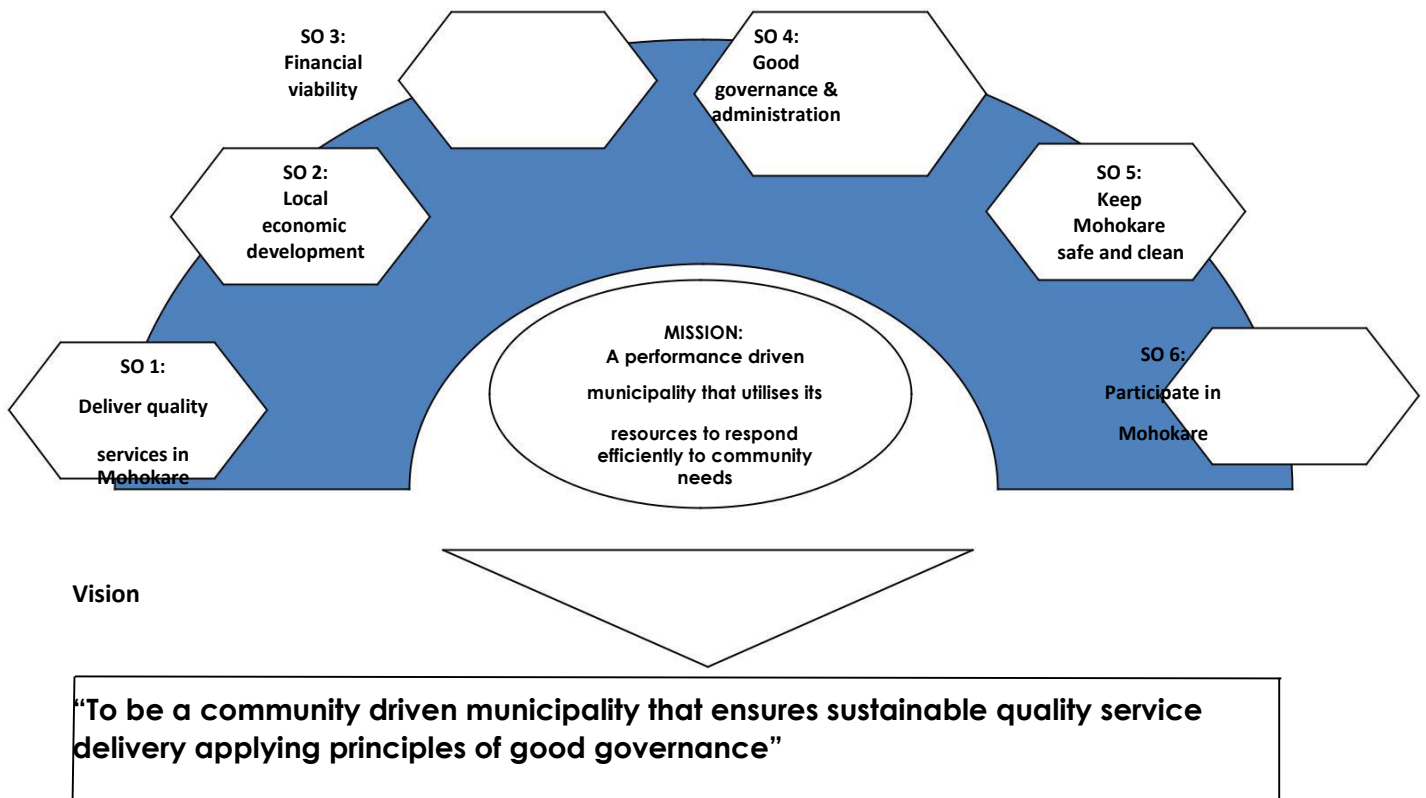 SO 1:
Deliver quality
services in
Mohokare
SO 2:
Local
economic
development
SO 3:
Financial
viability
SO 4:
Good
governance &
administration
SO 5:
Keep
Mohokare
safe and clean
SO 6:
Participate in
Mohokare
MISSION:
A performance driven
municipality that utilises its
resources to respond
efficiently to community
needs
Vision
“To be a community driven municipality that ensures sustainable quality service
delivery applying principles of good governance”